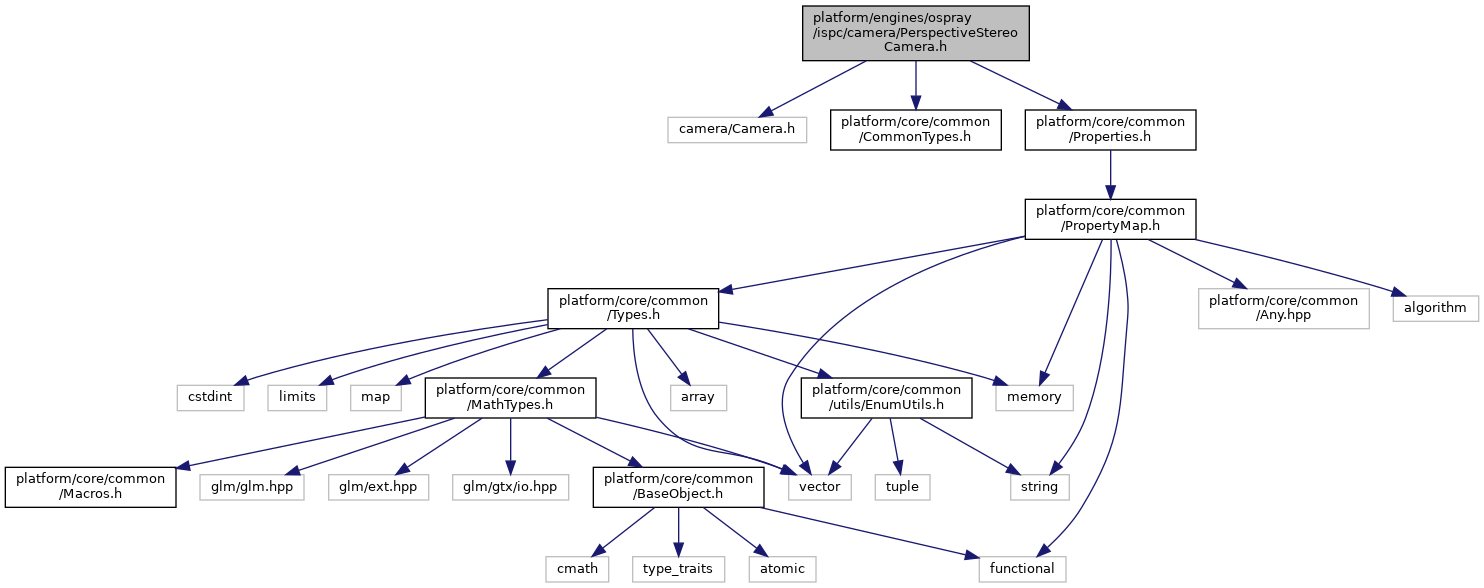 platform/engines/ospray
/ispc/camera/PerspectiveStereo
Camera.h
camera/Camera.h
platform/core/common
/CommonTypes.h
platform/core/common
/Properties.h
platform/core/common
/PropertyMap.h
platform/core/common
/Types.h
platform/core/common
/Any.hpp
algorithm
cstdint
limits
map
platform/core/common
/MathTypes.h
array
platform/core/common
/utils/EnumUtils.h
memory
platform/core/common
/Macros.h
glm/glm.hpp
glm/ext.hpp
glm/gtx/io.hpp
platform/core/common
/BaseObject.h
vector
tuple
string
cmath
type_traits
atomic
functional